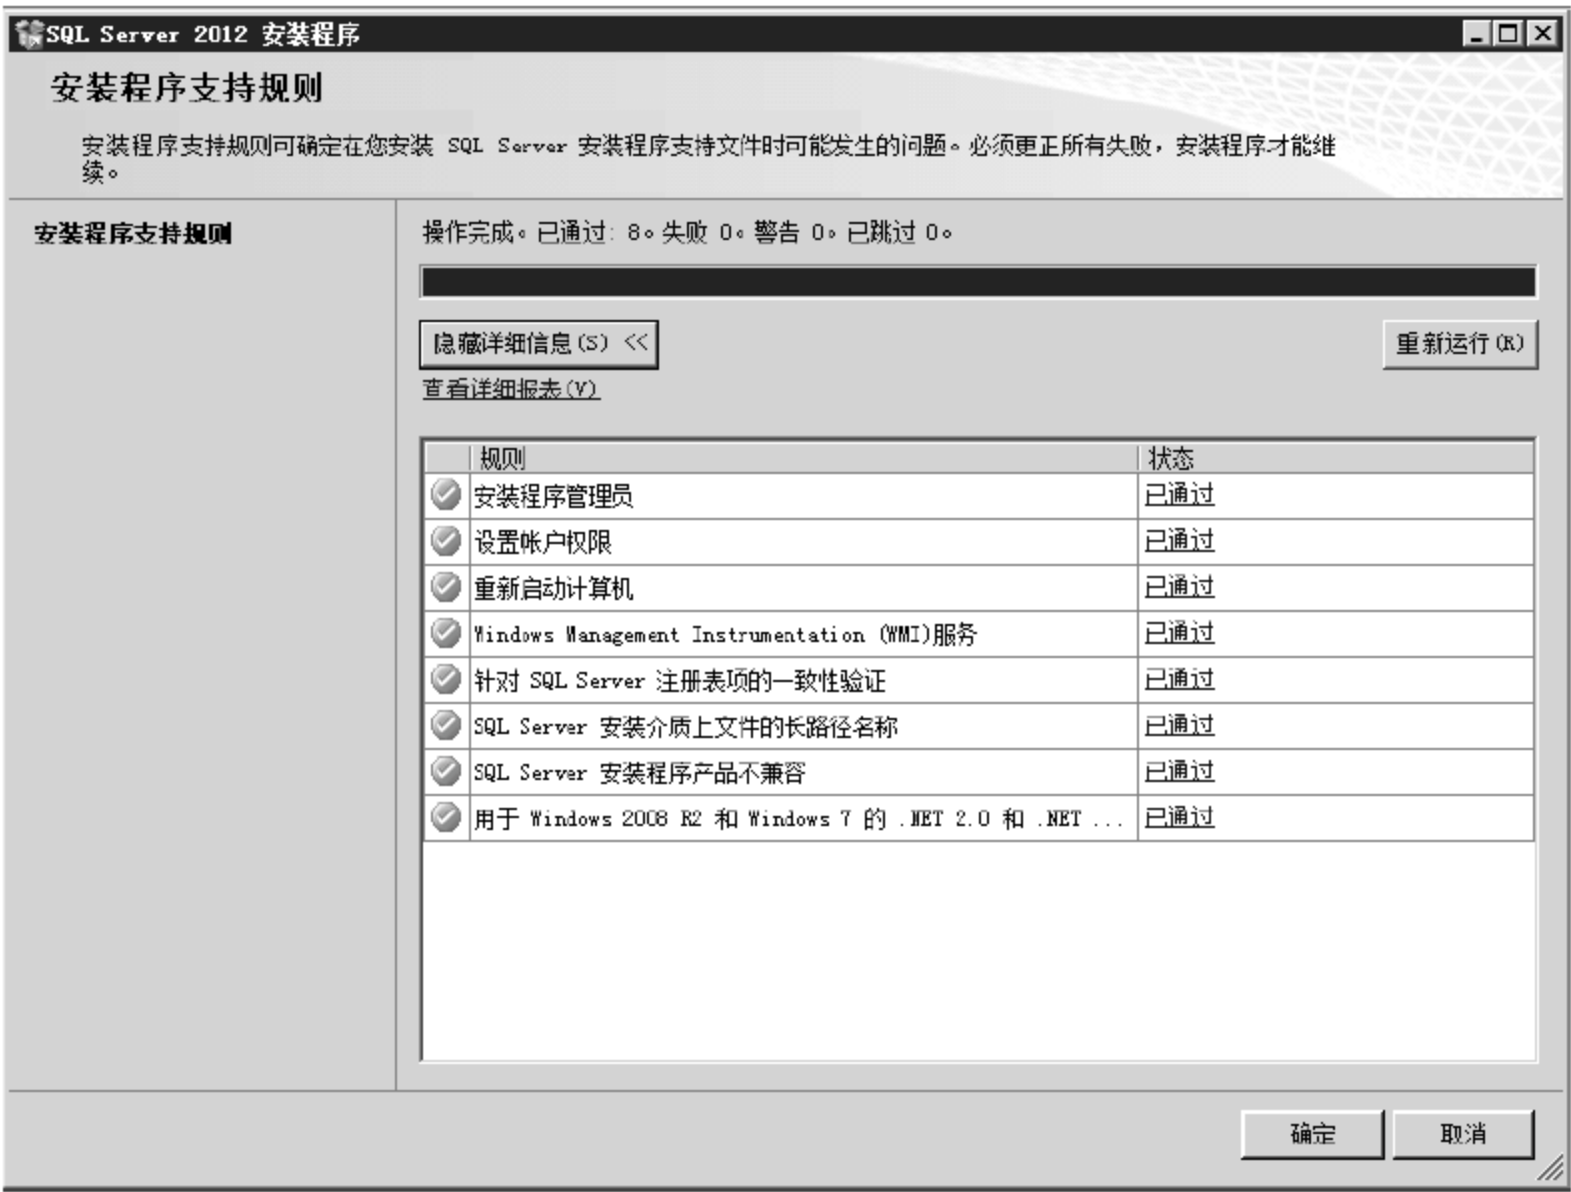 SQL Server 2012 安装程序
安装程序支持规则
安装程序支持规则可确定在您安装 SQL Server 安装程序支持文件时可能发生的问题。必须更正所有失败，安装程序才能继
续。
安装程序支持规则
操作完成。已通过: 8。失败 0。警告 0。已跳过 0。
隐藏详细信息(S) <<
重新运行(R)
查看详细报表(V)
规则 状态
安装程序管理员 已通过
设置帐户权限 已通过
重新启动计算机 已通过
Windows Management Instrumentation (WMI)服务 已通过
针对 SQL Server 注册表项的一致性验证 已通过
SQL Server 安装介质上文件的长路径名称 已通过
SQL Server 安装程序产品不兼容 已通过
用于 Windows 2008 R2 和 Windows 7 的 .NET 2.0 和 .NET ... 已通过
确定 取消